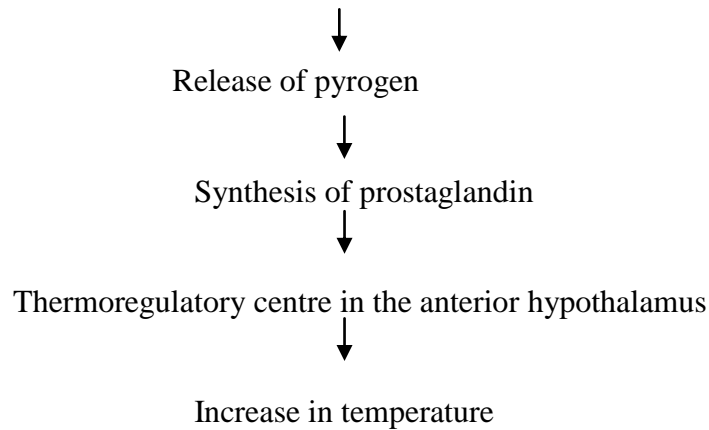 Release of pyrogen
Synthesis of prostaglandin
Thermoregulatory centre in the anterior hypothalamus
Increase in temperature